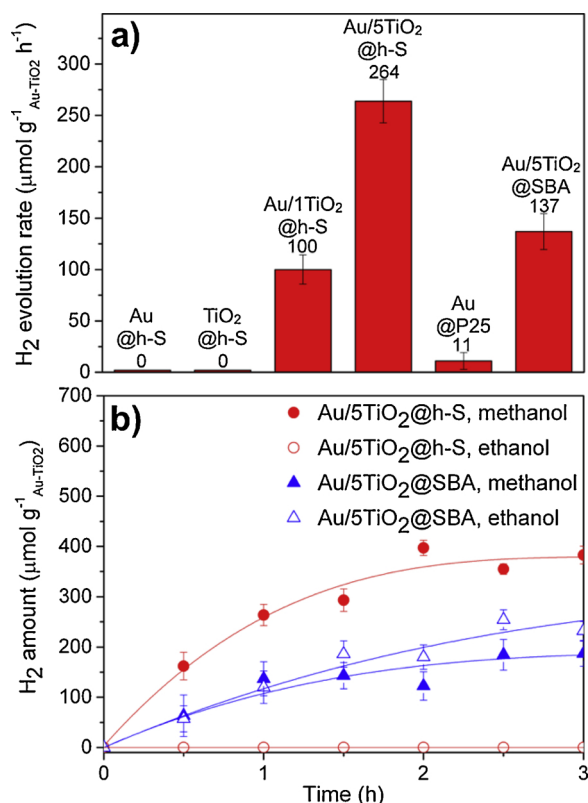 a)
H2 evolution rate (μmol g⁻¹Au-TiO2 h⁻¹)
300
250
200
150
100
50
0
Au
@h-S
0
TiO2
@h-S
0
Au/1TiO2
@h-S
100
Au/5TiO2
@h-S
264
Au
@P25
11
Au/5TiO2
@SBA
137
b)
H2 amount (μmol g⁻¹Au-TiO2)
700
600
500
400
300
200
100
0
Au/5TiO2@h-S, methanol
Au/5TiO2@h-S, ethanol
Au/5TiO2@SBA, methanol
Au/5TiO2@SBA, ethanol
0 1 2 3
Time (h)